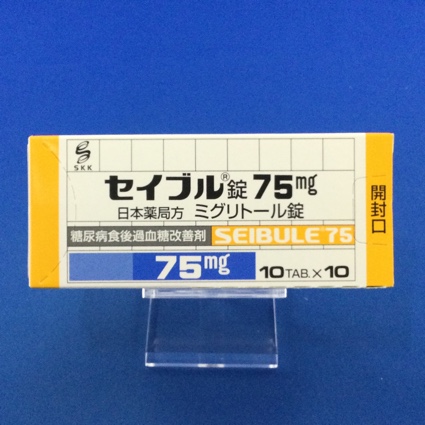 SKK
セイブル®錠75mg
日本薬局方 ミグリトール錠
糖尿病食後過血糖改善剤 SEIBULE 75
75mg 10TAB.×10
開封口